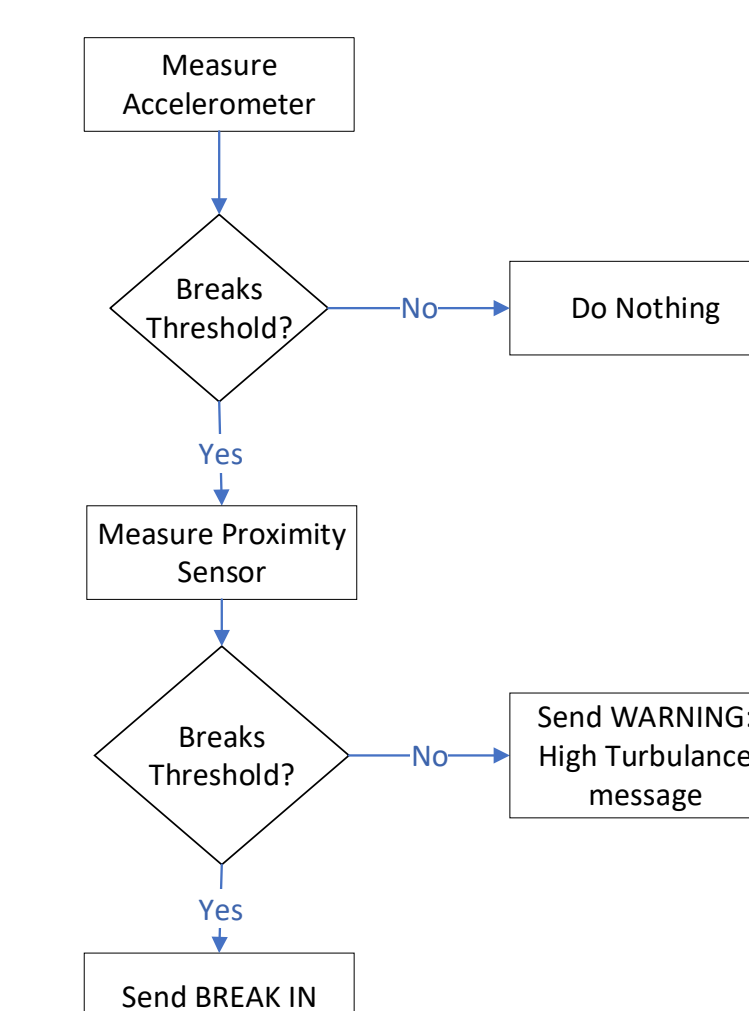 Measure
Accelerometer
Breaks
Threshold?
No
Do Nothing
Yes
Measure Proximity
Sensor
Breaks
Threshold?
No
Send WARNING:
High Turbulance
message
Yes
Send BREAK IN